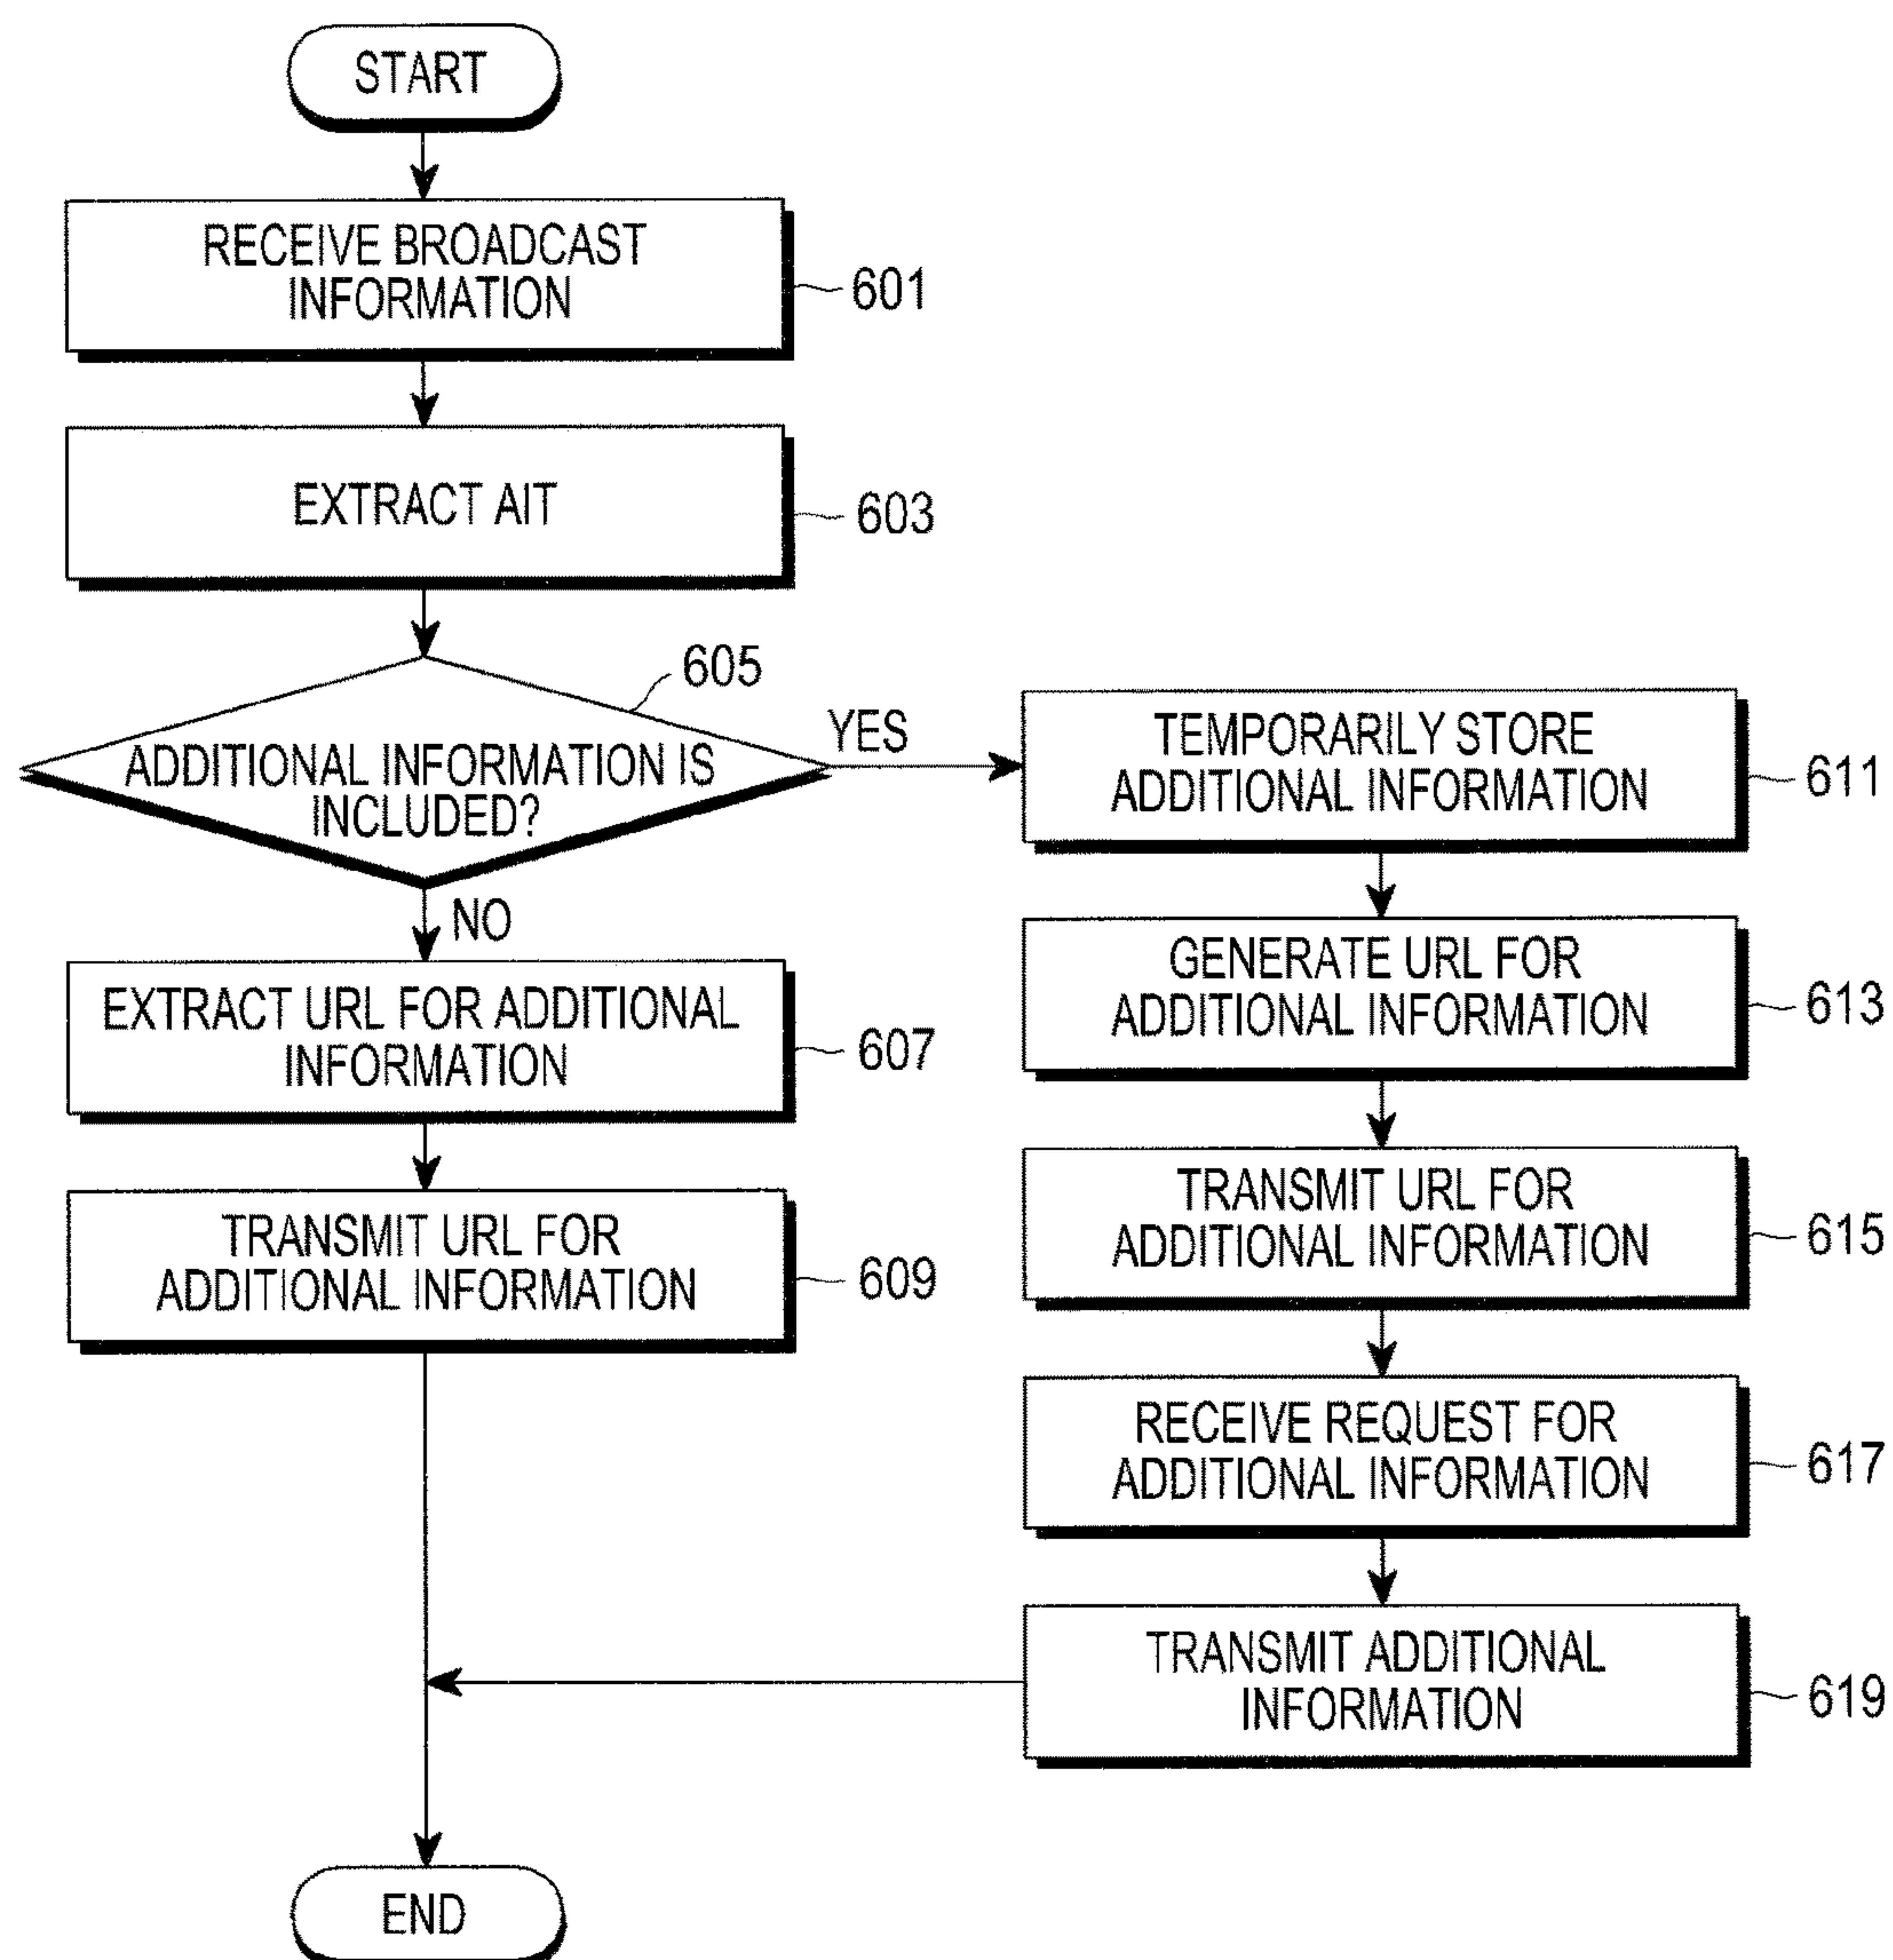 START
RECEIVE BROADCAST
INFORMATION
601
EXTRACT AIT
603
605
ADDITIONAL INFORMATION IS
INCLUDED?
YES
NO
EXTRACT URL FOR ADDITIONAL
INFORMATION
607
TRANSMIT URL FOR
ADDITIONAL INFORMATION
609
TEMPORARILY STORE
ADDITIONAL INFORMATION
611
GENERATE URL FOR
ADDITIONAL INFORMATION
613
TRANSMIT URL FOR
ADDITIONAL INFORMATION
615
RECEIVE REQUEST FOR
ADDITIONAL INFORMATION
617
TRANSMIT ADDITIONAL
INFORMATION
619
END